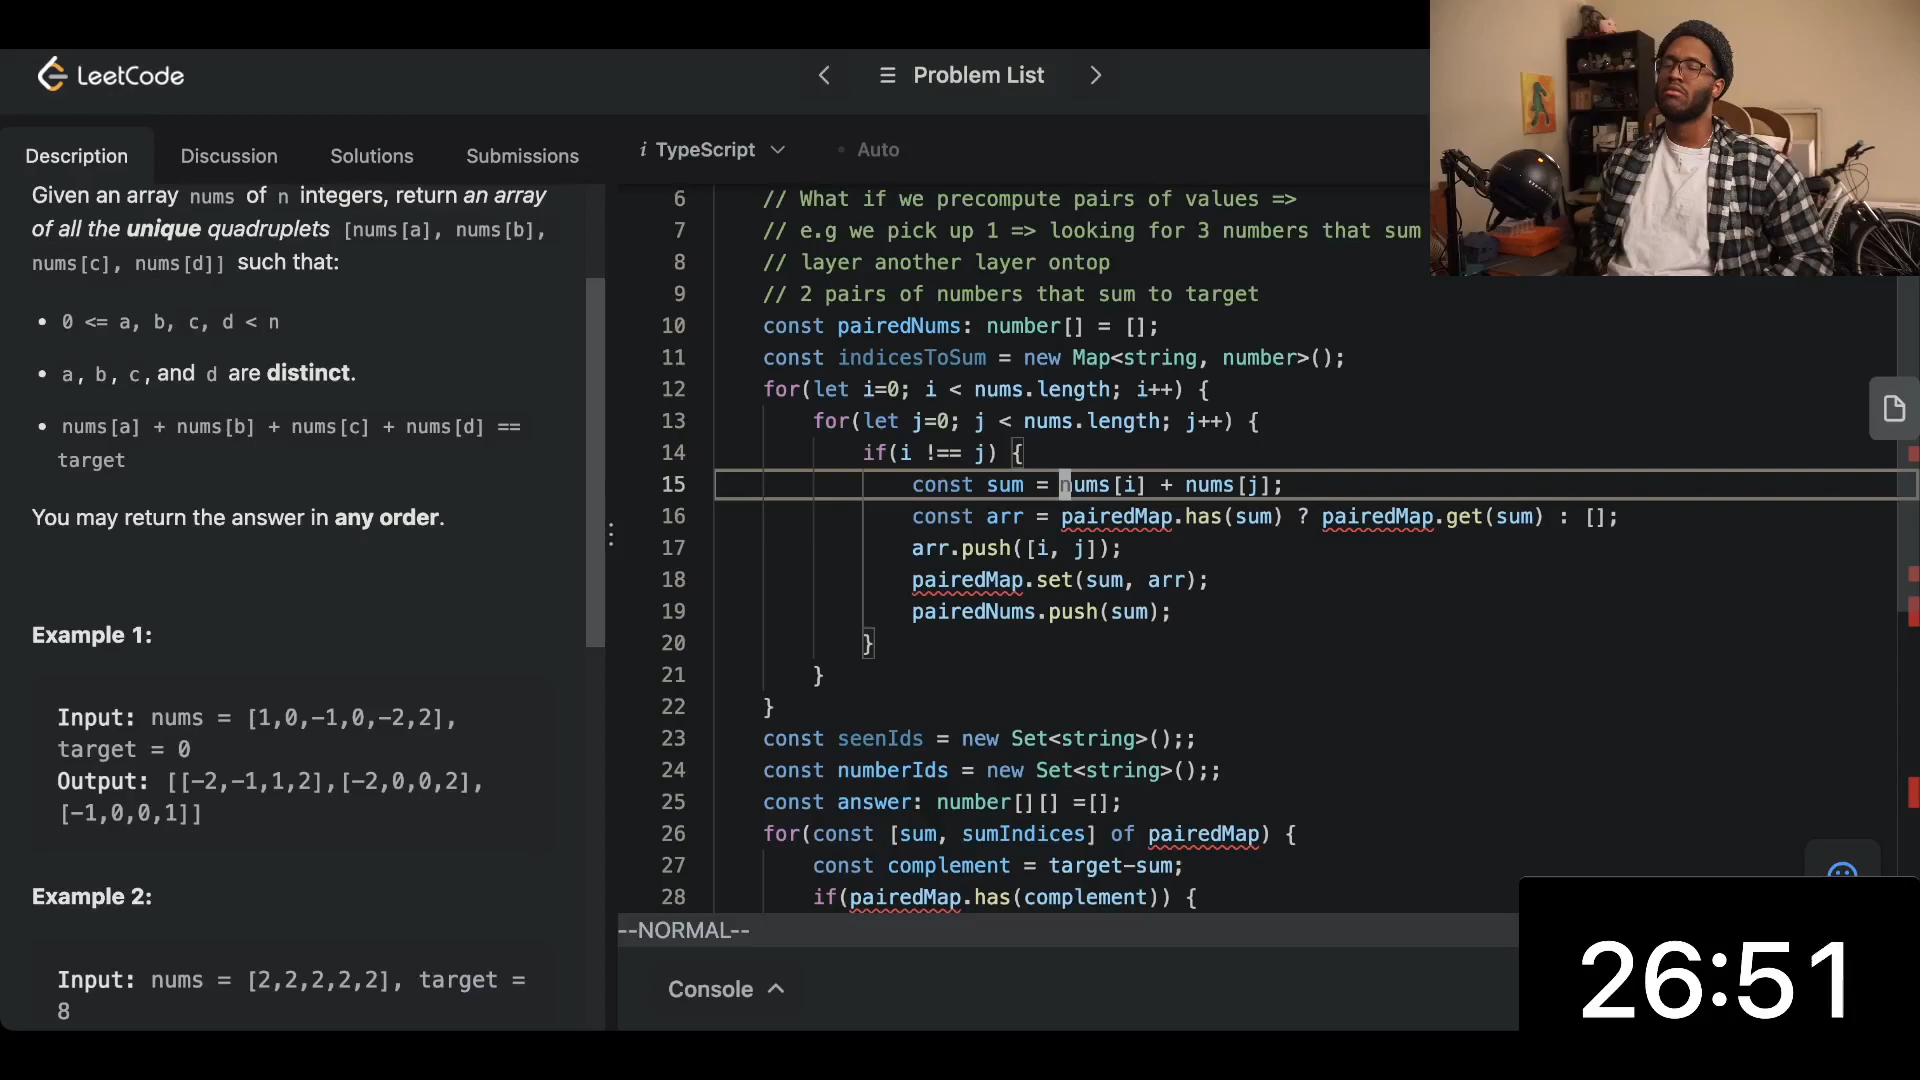 LeetCode
Problem List
Description
Discussion
Solutions
Submissions
Given an array nums of n integers, return an array
of all the unique quadruplets [nums[a], nums[b],
nums[c], nums[d]] such that:
• 0 <= a, b, c, d < n
• a, b, c, and d are distinct.
• nums[a] + nums[b] + nums[c] + nums[d] ==
target
You may return the answer in any order.
Example 1:
Input: nums = [1,0,-1,0,-2,2],
target = 0
Output: [[-2,-1,1,2],[-2,0,0,2],
[-1,0,0,1]]
Example 2:
Input: nums = [2,2,2,2,2], target =
8
i TypeScript
• Auto
6 // What if we precompute pairs of values =>
7 // e.g we pick up 1 => looking for 3 numbers that sum
8 // layer another layer ontop
9 // 2 pairs of numbers that sum to target
10 const pairedNums: number[] = [];
11 const indicesToSum = new Map<string, number>();
12 for(let i=0; i < nums.length; i++) {
13 for(let j=0; j < nums.length; j++) {
14 if(i !== j) {
15 const sum = nums[i] + nums[j];
16 const arr = pairedMap.has(sum) ? pairedMap.get(sum) : [];
17 arr.push([i, j]);
18 pairedMap.set(sum, arr);
19 pairedNums.push(sum);
20 }
21 }
22 }
23 const seenIds = new Set<string>();;
24 const numberIds = new Set<string>();;
25 const answer: number[][] =[];
26 for(const [sum, sumIndices] of pairedMap) {
27 const complement = target-sum;
28 if(pairedMap.has(complement)) {
--NORMAL--
Console
26:51